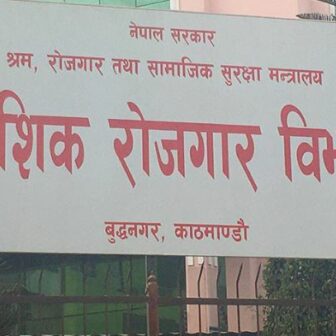 नेपाल सरकार
श्रम, रोजगार तथा सामाजिक सुरक्षा मन्त्रालय
शिक रोजगार वि
बुद्धनगर, काठमाण्डौ